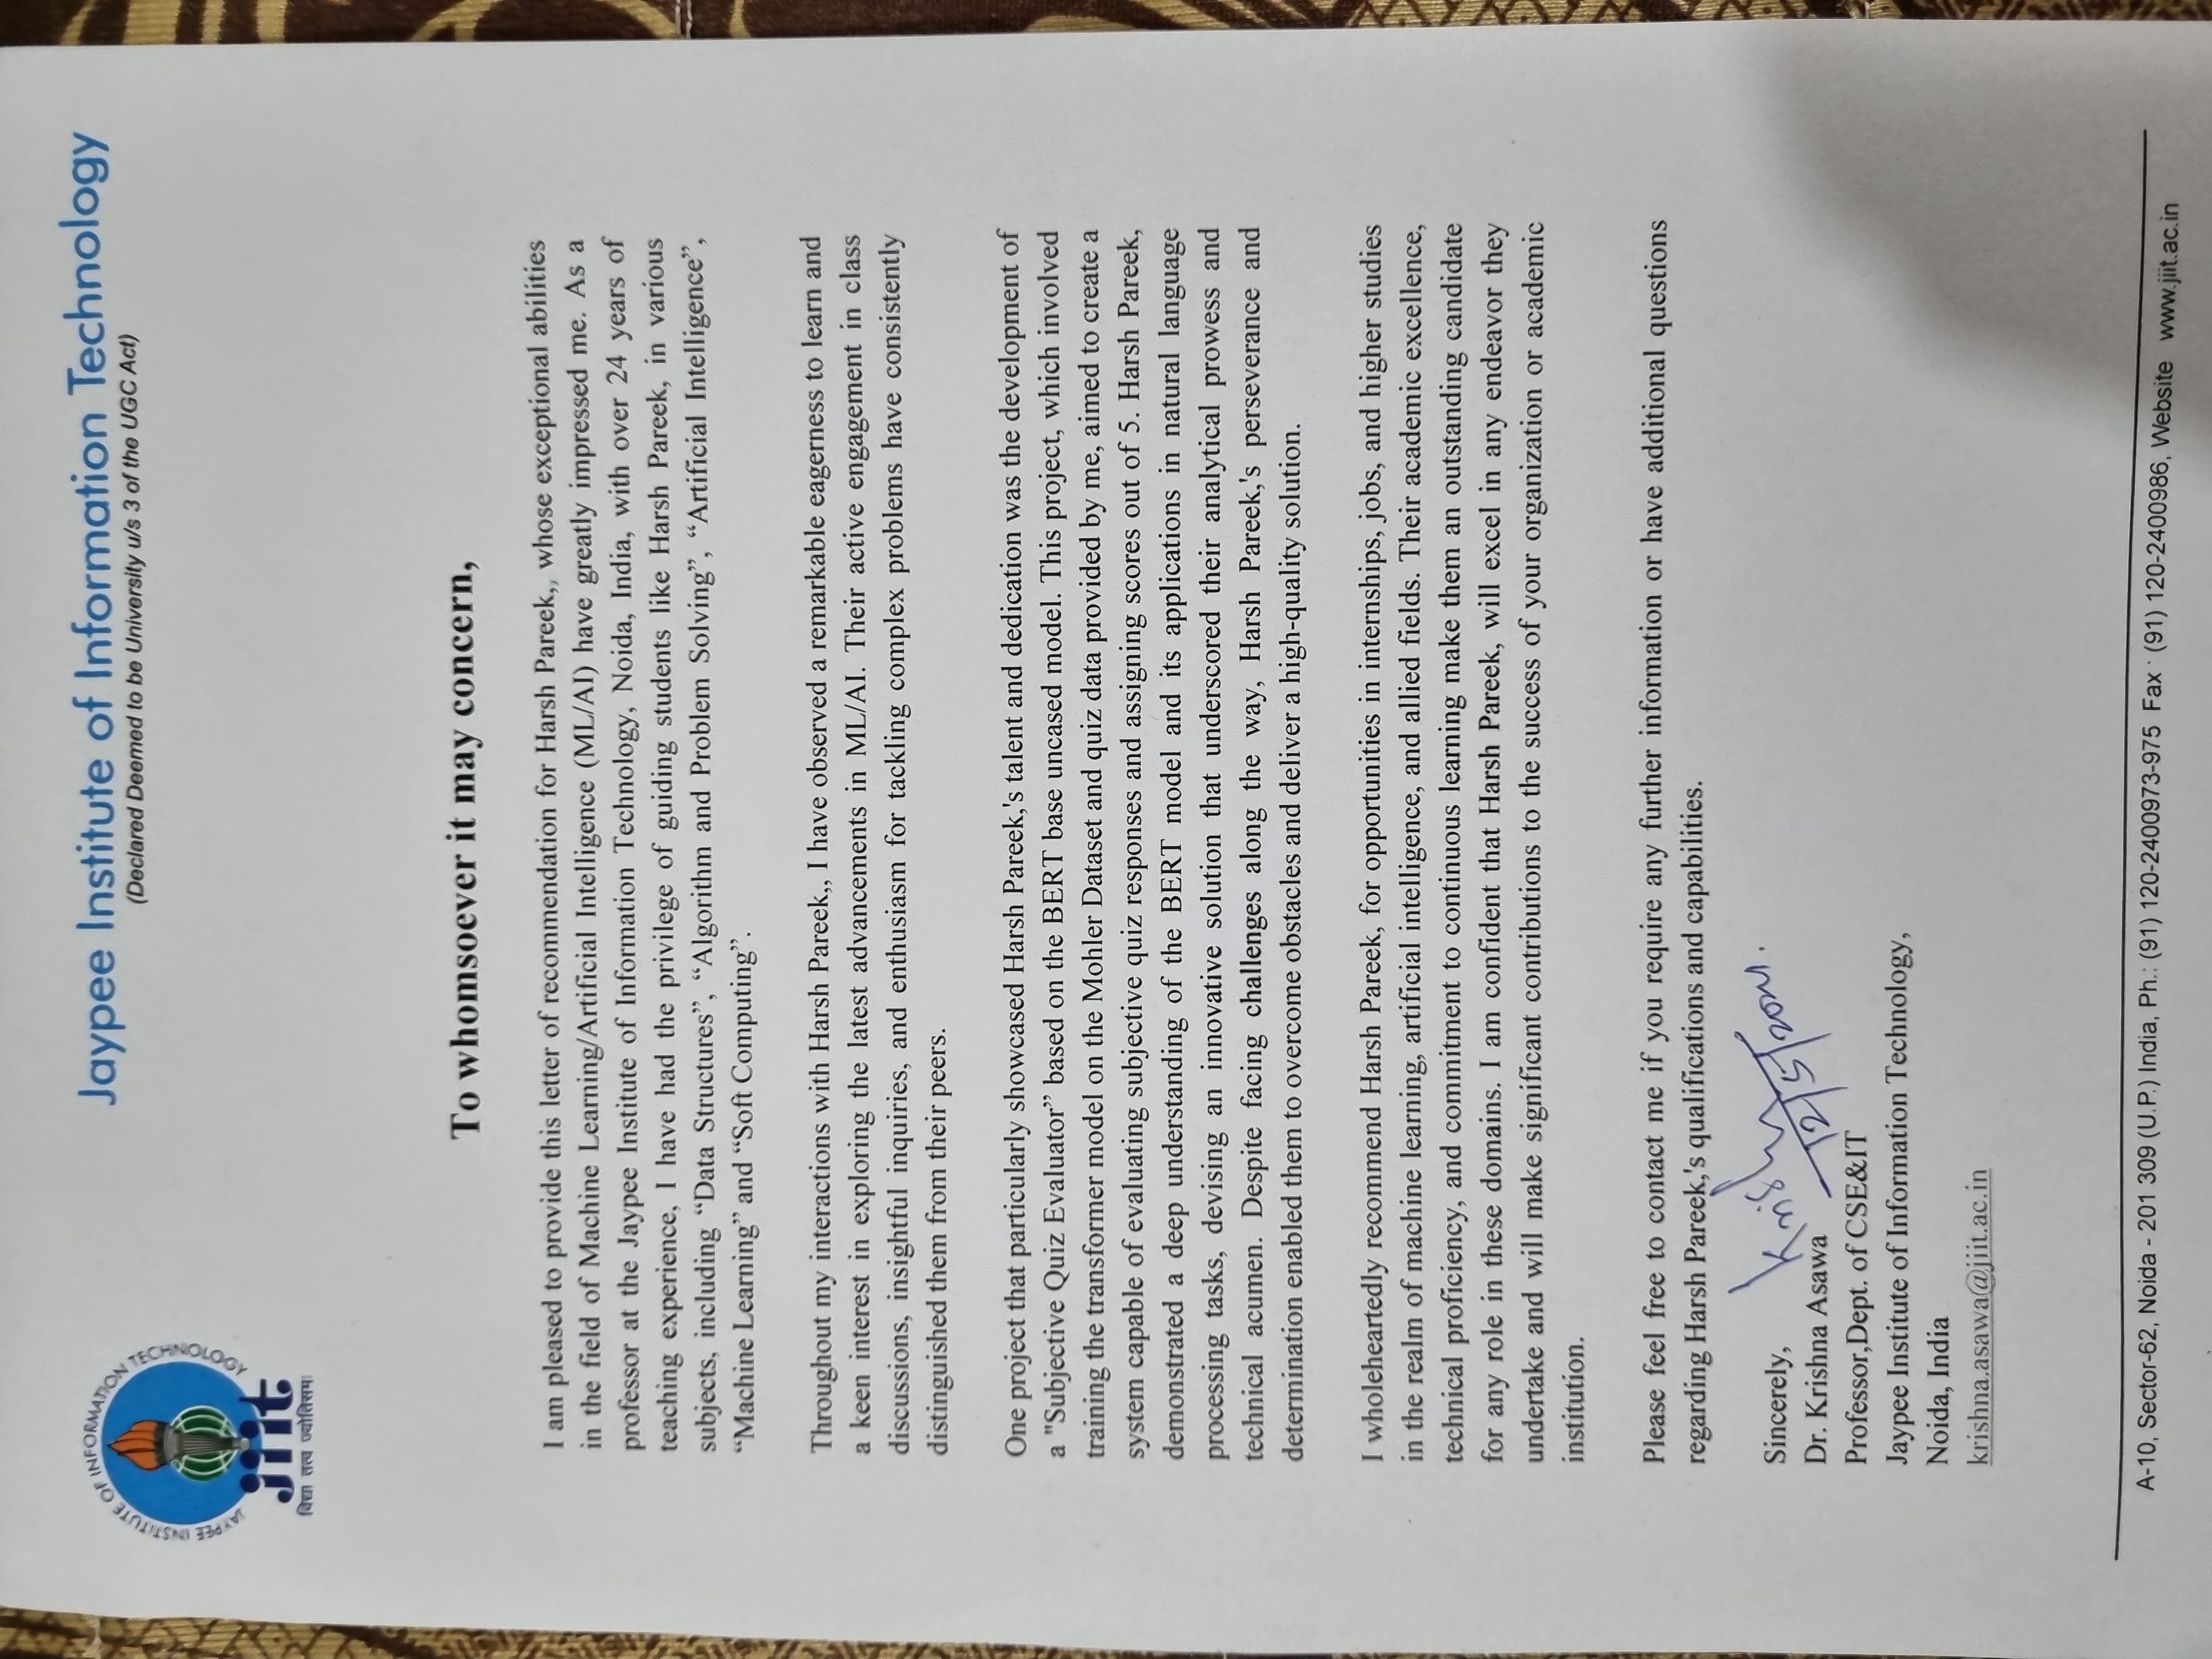 JAYPEE INSTITUTE OF INFORMATION TECHNOLOGY
jiit
विद्या तत्व ज्योतिसमः
Jaypee Institute of Information Technology
(Declared Deemed to be University u/s 3 of the UGC Act)
To whomsoever it may concern,
I am pleased to provide this letter of recommendation for Harsh Pareek,, whose exceptional abilities
in the field of Machine Learning/Artificial Intelligence (ML/AI) have greatly impressed me. As a
professor at the Jaypee Institute of Information Technology, Noida, India, with over 24 years of
teaching experience, I have had the privilege of guiding students like Harsh Pareek, in various
subjects, including “Data Structures”, “Algorithm and Problem Solving”, “Artificial Intelligence”,
“Machine Learning” and “Soft Computing”.
Throughout my interactions with Harsh Pareek,, I have observed a remarkable eagerness to learn and
a keen interest in exploring the latest advancements in ML/AI. Their active engagement in class
discussions, insightful inquiries, and enthusiasm for tackling complex problems have consistently
distinguished them from their peers.
One project that particularly showcased Harsh Pareek,'s talent and dedication was the development of
a "Subjective Quiz Evaluator” based on the BERT base uncased model. This project, which involved
training the transformer model on the Mohler Dataset and quiz data provided by me, aimed to create a
system capable of evaluating subjective quiz responses and assigning scores out of 5. Harsh Pareek,
demonstrated a deep understanding of the BERT model and its applications in natural language
processing tasks, devising an innovative solution that underscored their analytical prowess and
technical acumen. Despite facing challenges along the way, Harsh Pareek,'s perseverance and
determination enabled them to overcome obstacles and deliver a high-quality solution.
I wholeheartedly recommend Harsh Pareek, for opportunities in internships, jobs, and higher studies
in the realm of machine learning, artificial intelligence, and allied fields. Their academic excellence,
technical proficiency, and commitment to continuous learning make them an outstanding candidate
for any role in these domains. I am confident that Harsh Pareek, will excel in any endeavor they
undertake and will make significant contributions to the success of your organization or academic
institution.
Please feel free to contact me if you require any further information or have additional questions
regarding Harsh Pareek,'s qualifications and capabilities.
Sincerely,
Dr. Krishna Asawa
Professor,Dept. of CSE&IT
Jaypee Institute of Information Technology,
Noida, India
krishna.asawa@jiit.ac.in
A-10, Sector-62, Noida - 201 309 (U.P.) India, Ph.: (91) 120-2400973-975 Fax : (91) 120-2400986, Website www.jiit.ac.in